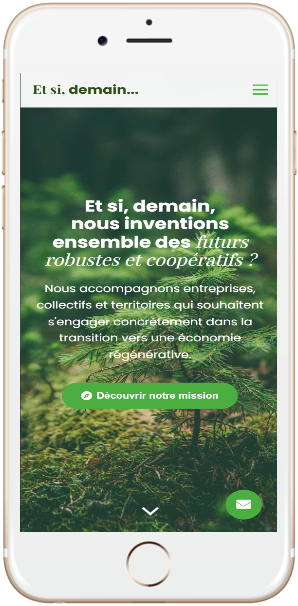 Et si, demain...
Et si, demain,
nous inventions
ensemble des futurs
robustes et coopératifs ?
Nous accompagnons entreprises,
collectifs et territoires qui souhaitent
s'engager concrètement dans la
transition vers une économie
régénérative.
Découvrir notre mission